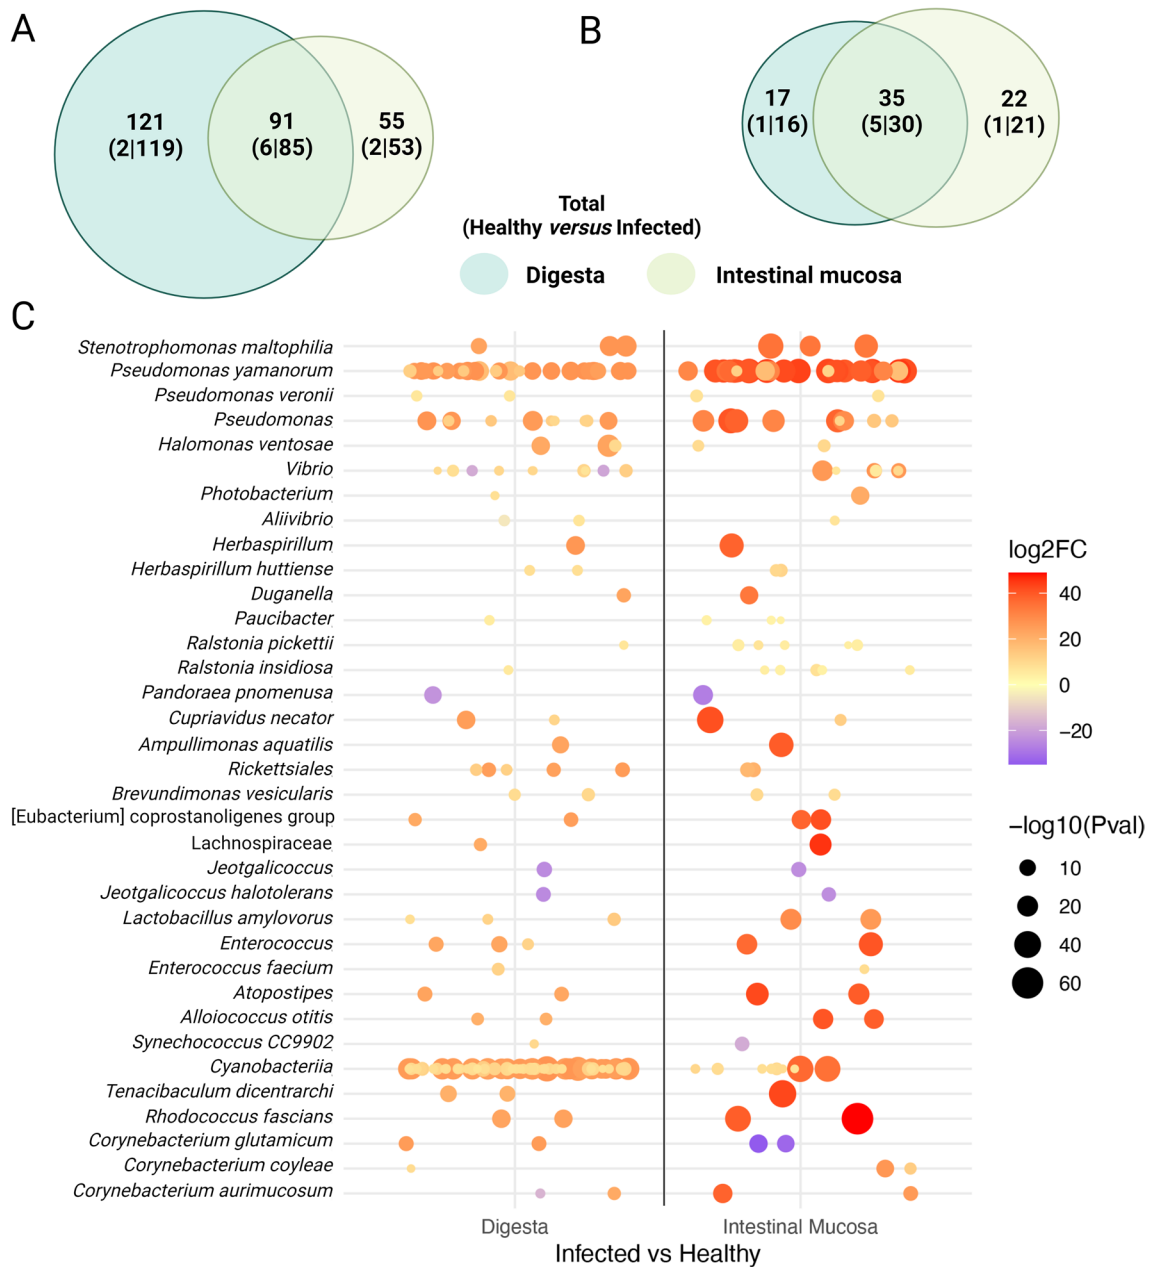 A
B
121
(2|119)
91
(6|85)
55
(2|53)
17
(1|16)
35
(5|30)
22
(1|21)
Total
(Healthy versus Infected)
Digesta
Intestinal mucosa
C
Stenotrophomonas maltophilia
Pseudomonas yamanorum
Pseudomonas veronii
Pseudomonas
Halomonas ventosae
Vibrio
Photobacterium
Aliivibrio
Herbaspirillum
Herbaspirillum huttiense
Duganella
Paucibacter
Ralstonia pickettii
Ralstonia insidiosa
Pandoraea pnomenusa
Cupriavidus necator
Ampullimonas aquatilis
Rickettsiales
Brevundimonas vesicularis
[Eubacterium] coprostanoligenes group
Lachnospiraceae
Jeotgalicoccus
Jeotgalicoccus halotolerans
Lactobacillus amylovorus
Enterococcus
Enterococcus faecium
Atopostipes
Alloiococcus otitis
Synechococcus CC9902
Cyanobacteriia
Tenacibaculum dicentrarchi
Rhodococcus fascians
Corynebacterium glutamicum
Corynebacterium coyleae
Corynebacterium aurimucosum
Digesta
Intestinal Mucosa
Infected vs Healthy
log2FC
40
20
0
−20
−log10(Pval)
10
20
40
60